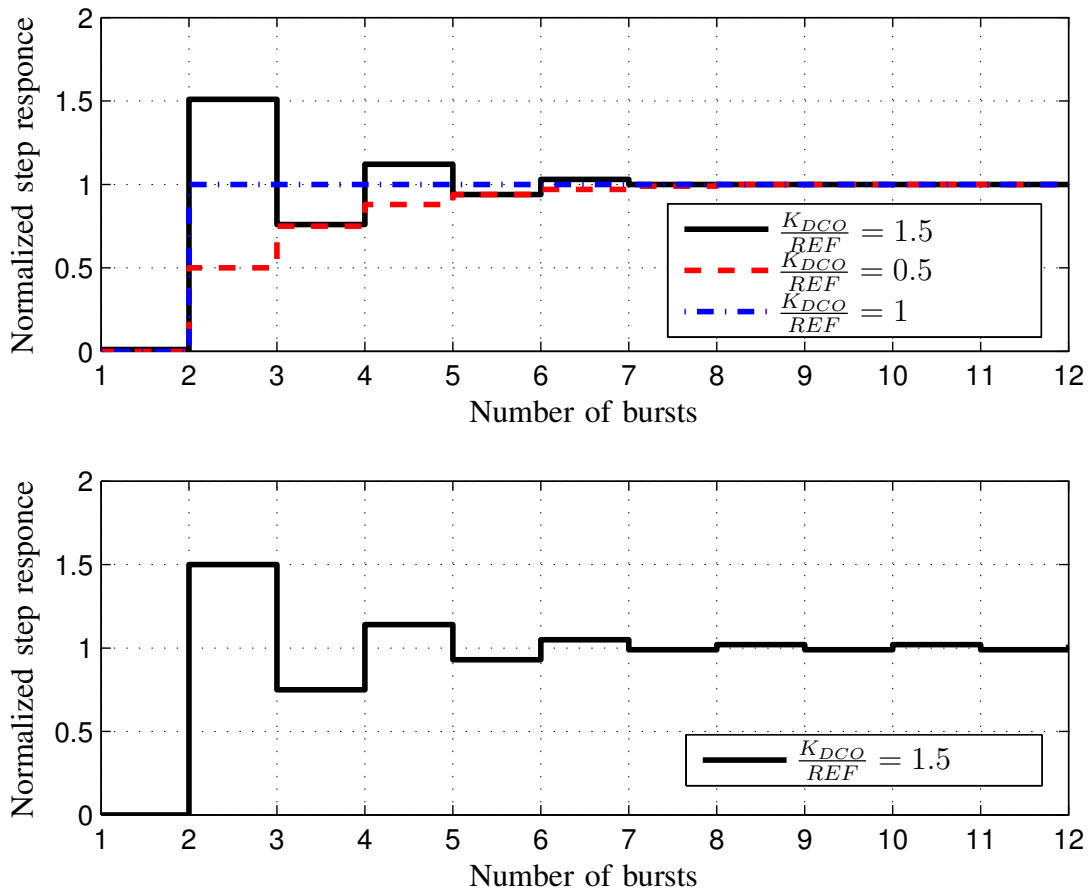 Normalized step responce
2
1.5
1
0.5
0
K_DCO/REF = 1.5
K_DCO/REF = 0.5
K_DCO/REF = 1
1 2 3 4 5 6 7 8 9 10 11 12
Number of bursts
Normalized step responce
2
1.5
1
0.5
0
K_DCO/REF = 1.5
1 2 3 4 5 6 7 8 9 10 11 12
Number of bursts